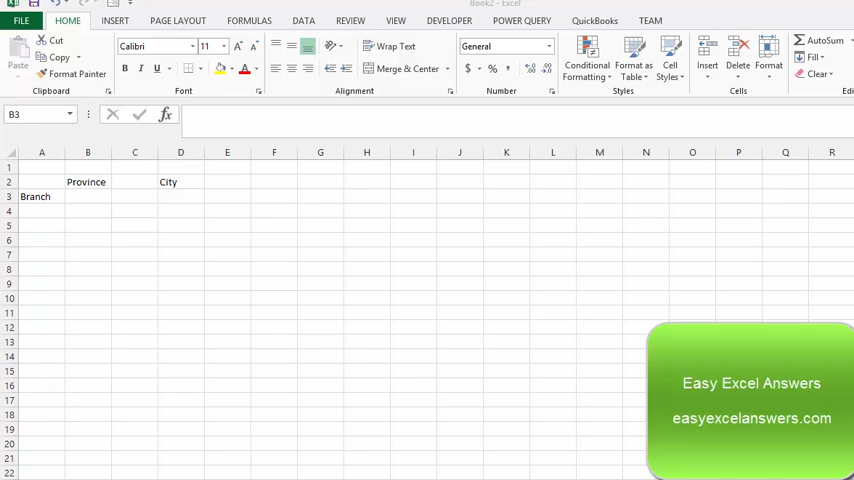 Book2 - Excel
FILE HOME INSERT PAGE LAYOUT FORMULAS DATA REVIEW VIEW DEVELOPER POWER QUERY QuickBooks TEAM
Paste
Cut
Copy
Format Painter
Clipboard
Calibri 11
B I U A
Font
Wrap Text
Merge & Center
Alignment
General
$ % ,
Number
Conditional Formatting
Format as Table
Cell Styles
Styles
Insert Delete Format
Cells
AutoSum
Fill
Clear
B3 fx
A B C D E F G H I J K L M N O P Q R
1
2 Province City
3 Branch
4
5
6
7
8
9
10
11
12
13
14
15
16
17
18
19
20
21
22
Easy Excel Answers
easyexcelanswers.com